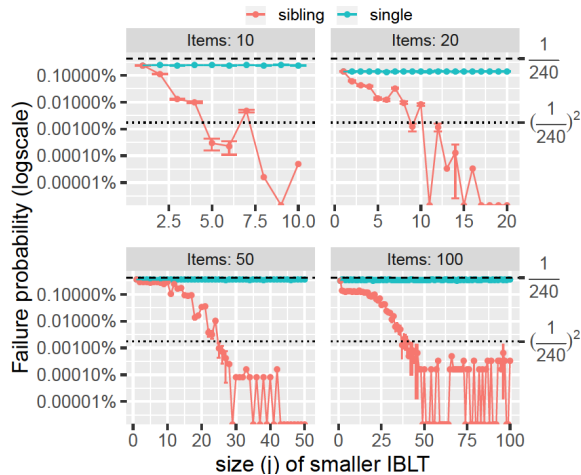 sibling single
Items: 10 Items: 20
0.10000%
0.01000%
0.00100%
0.00010%
0.00001%
1/240
(1/240)²
2.5 5.0 7.5 10.0
0 5 10 15 20
Items: 50 Items: 100
0.10000%
0.01000%
0.00100%
0.00010%
0.00001%
1/240
(1/240)²
0 10 20 30 40 50
0 25 50 75 100
Failure probability (logscale)
size (j) of smaller IBLT